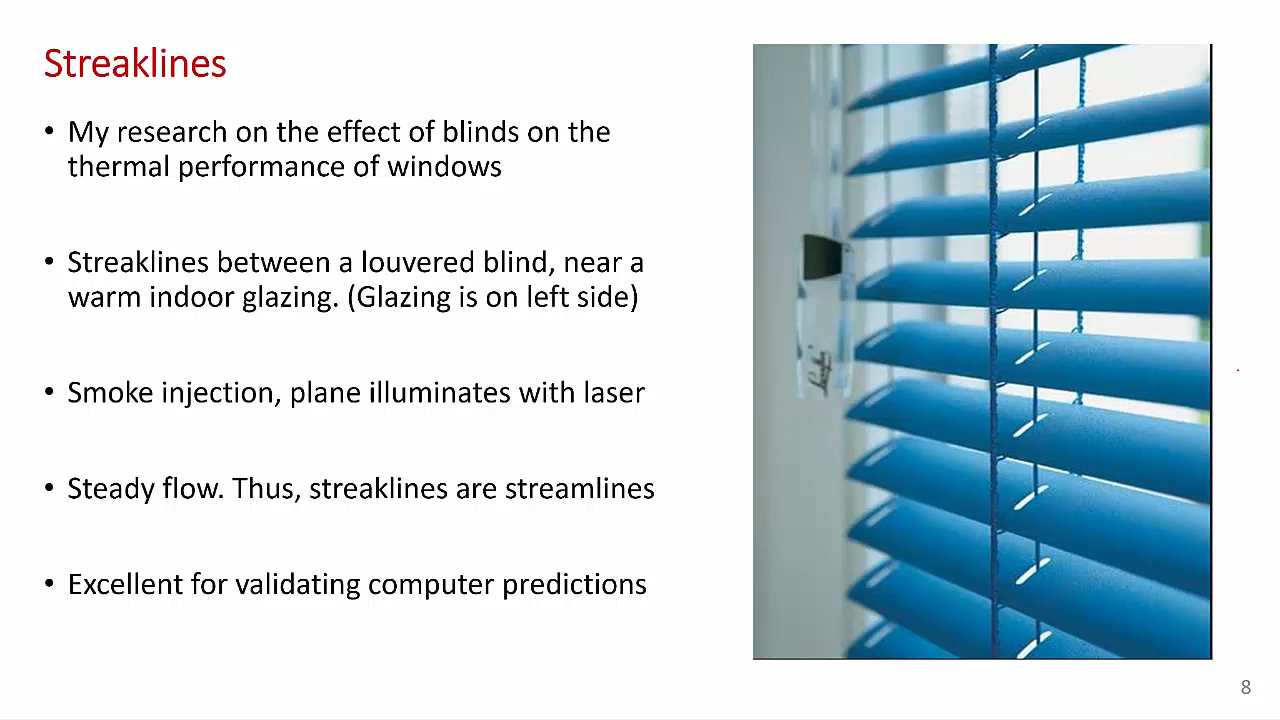 Streaklines
• My research on the effect of blinds on the
thermal performance of windows
• Streaklines between a louvered blind, near a
warm indoor glazing. (Glazing is on left side)
• Smoke injection, plane illuminates with laser
• Steady flow. Thus, streaklines are streamlines
• Excellent for validating computer predictions
8